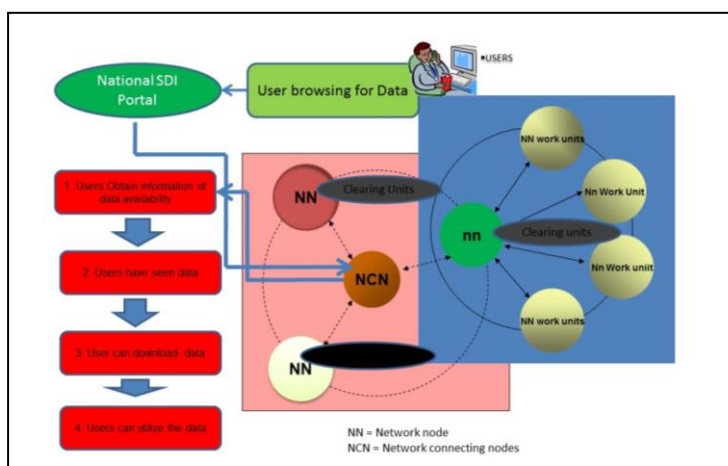 •USERS
National SDI
Portal
User browsing for Data
NN work units
1. Users Obtain information of
data availability
NN
Clearing Units
Nn Work Unit
nn
Clearing units
2. Users have seen data
NCN
Nn Work uniit
3. User can download data
NN
NN work units
4. Users can utilize the data
NN = Network node
NCN = Network connecting nodes